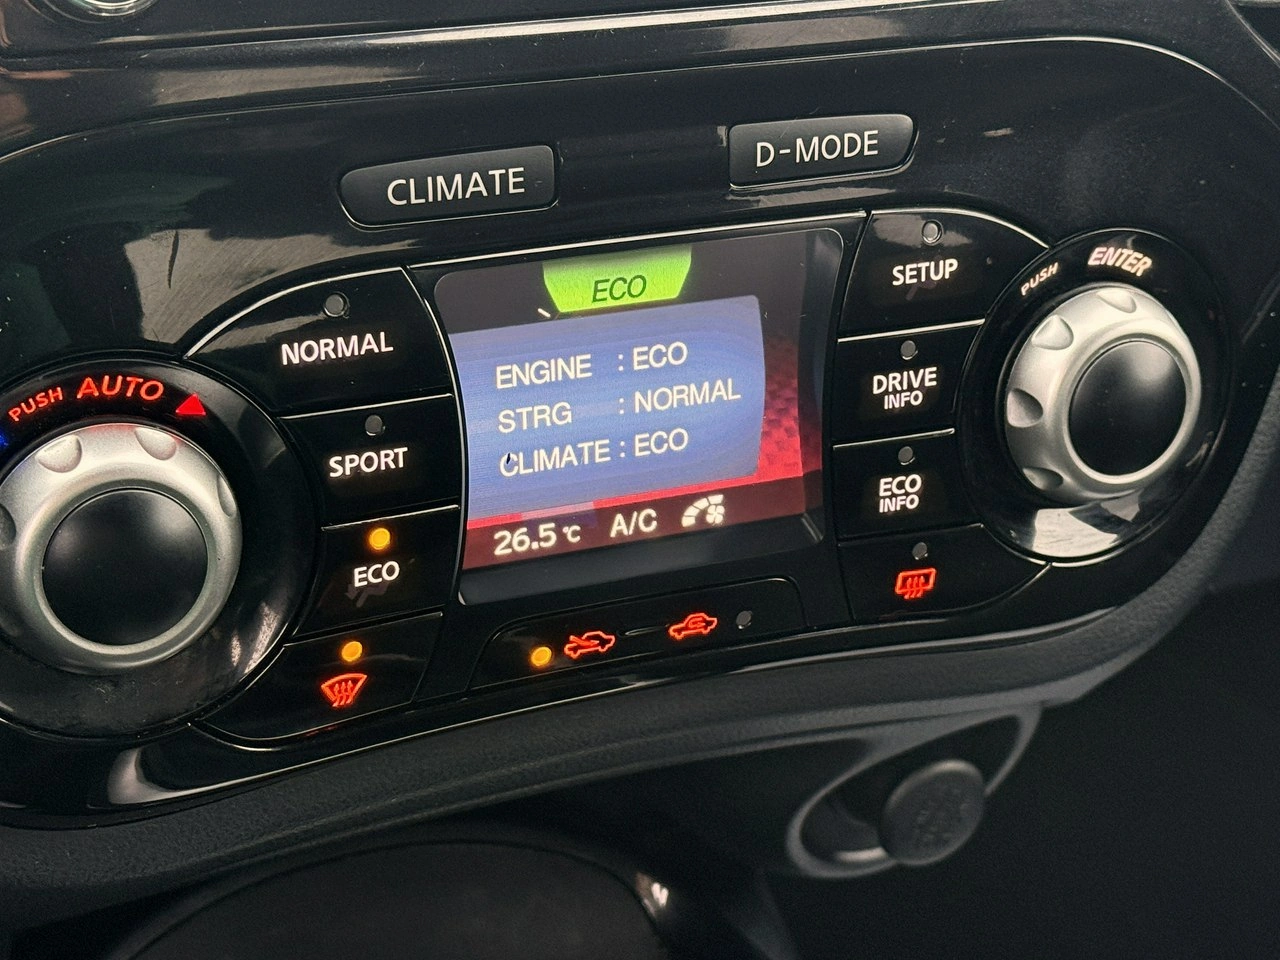 CLIMATE
D-MODE
NORMAL
SPORT
ECO
PUSH AUTO
ECO
ENGINE : ECO
STRG : NORMAL
CLIMATE : ECO
26.5 °C A/C
SETUP
DRIVE
INFO
ECO
INFO
PUSH ENTER